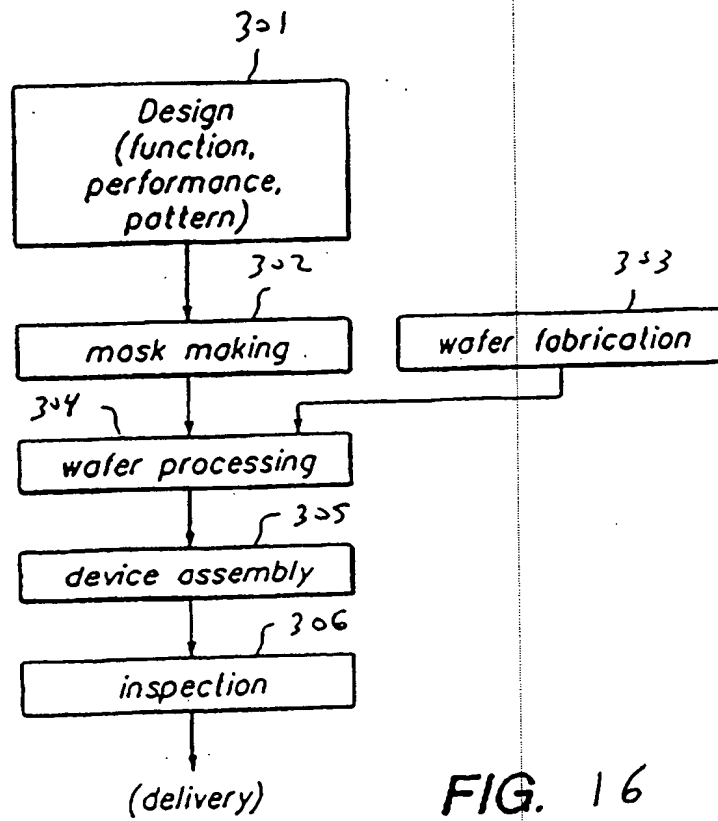 301
Design
(function,
performance,
pattern)
302
303
mask making
wafer fabrication
304
wafer processing
305
device assembly
306
inspection
(delivery)
FIG. 16